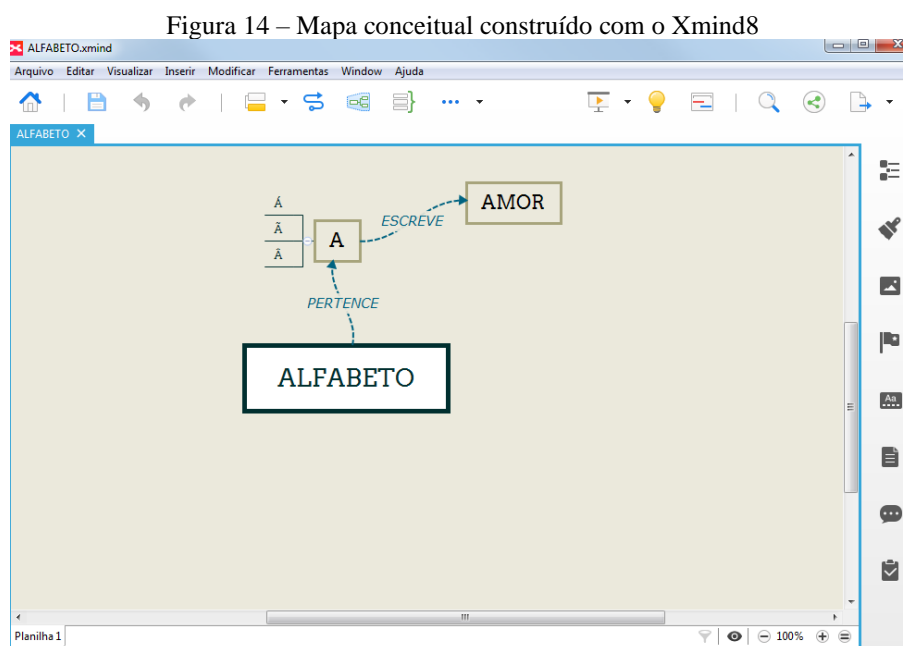 Figura 14 – Mapa conceitual construído com o Xmind8
ALFABETO.xmind
Arquivo Editar Visualizar Inserir Modificar Ferramentas Window Ajuda
ALFABETO
Á
Ã
Â
A
ESCREVE
AMOR
PERTENCE
ALFABETO
Aa
Planilha 1
100%